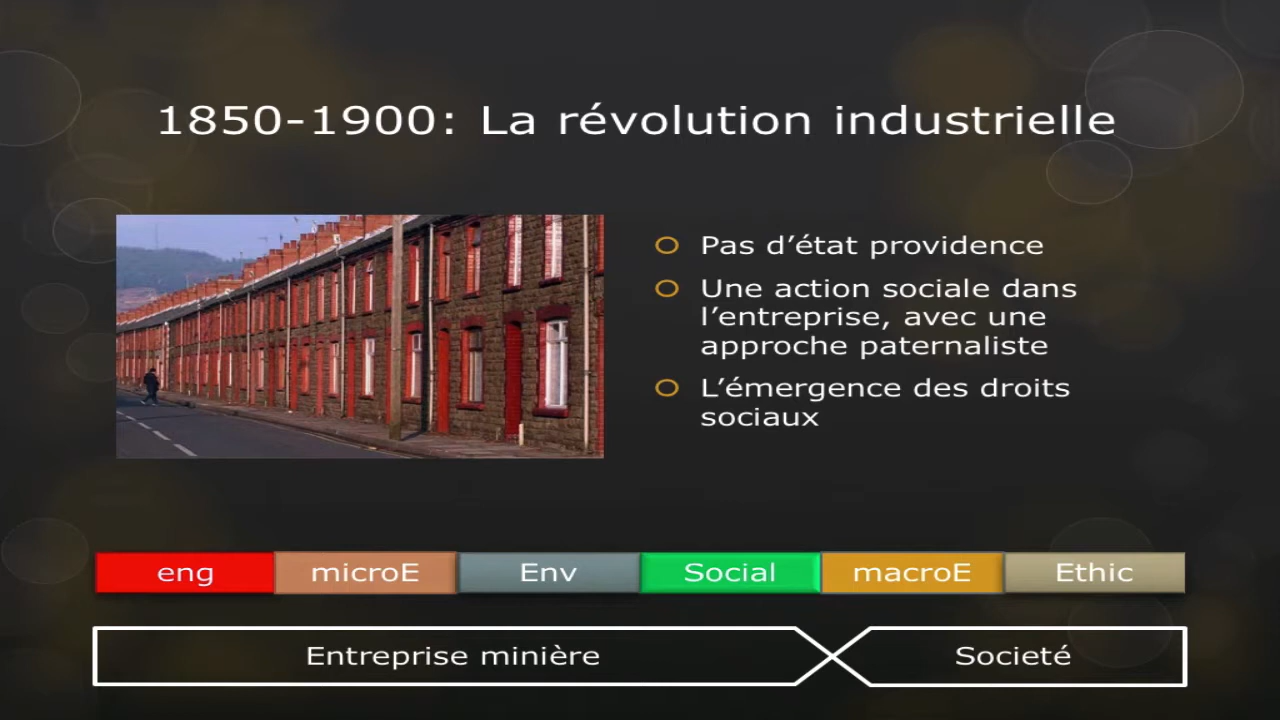 1850-1900: La révolution industrielle
Pas d’état providence
Une action sociale dans
l’entreprise, avec une
approche paternaliste
L’émergence des droits
sociaux
eng microE Env Social macroE Ethic
Entreprise minière Societé